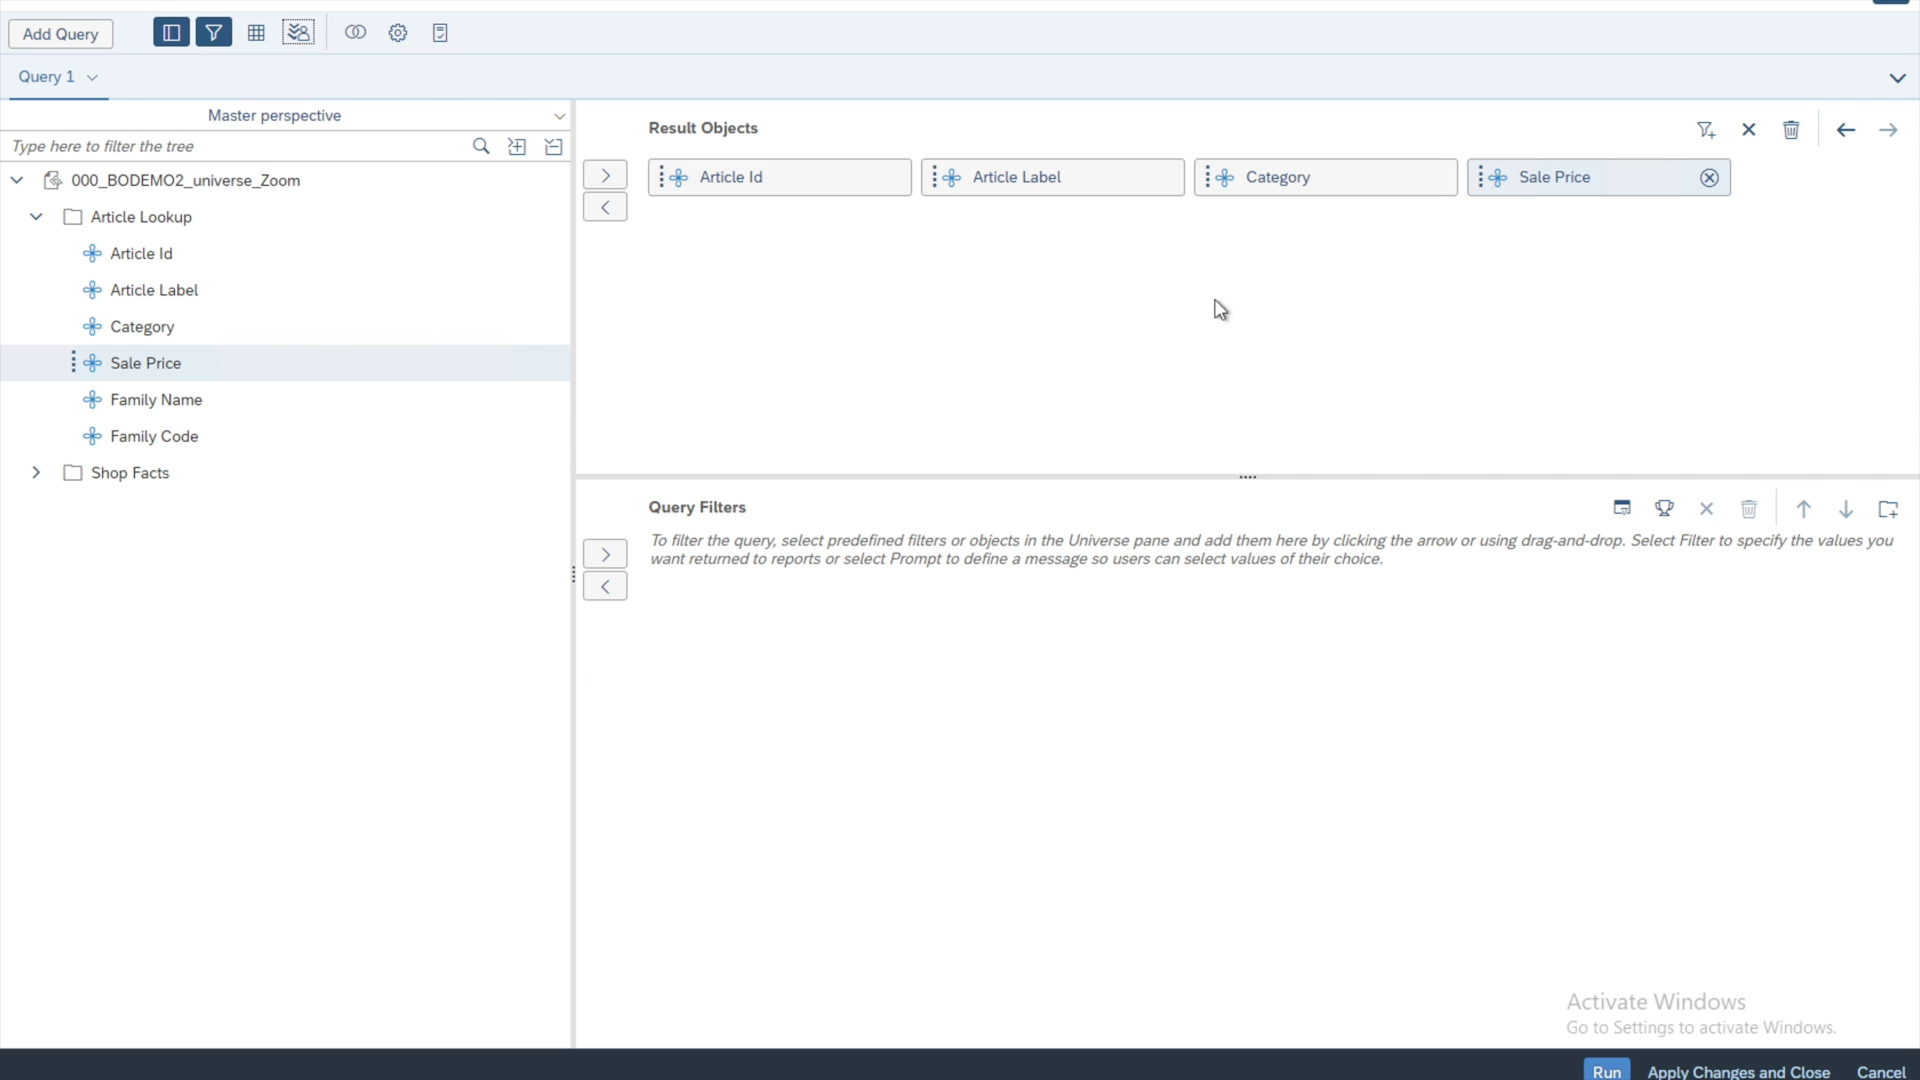 Add Query
Query 1
Master perspective
Type here to filter the tree
000_BODEMO2_universe_Zoom
Article Lookup
Article Id
Article Label
Category
Sale Price
Family Name
Family Code
Shop Facts
Result Objects
Article Id
Article Label
Category
Sale Price
Query Filters
To filter the query, select predefined filters or objects in the Universe pane and add them here by clicking the arrow or using drag-and-drop. Select Filter to specify the values you
want returned to reports or select Prompt to define a message so users can select values of their choice.
Activate Windows
Go to Settings to activate Windows.
Run
Apply Changes and Close
Cancel